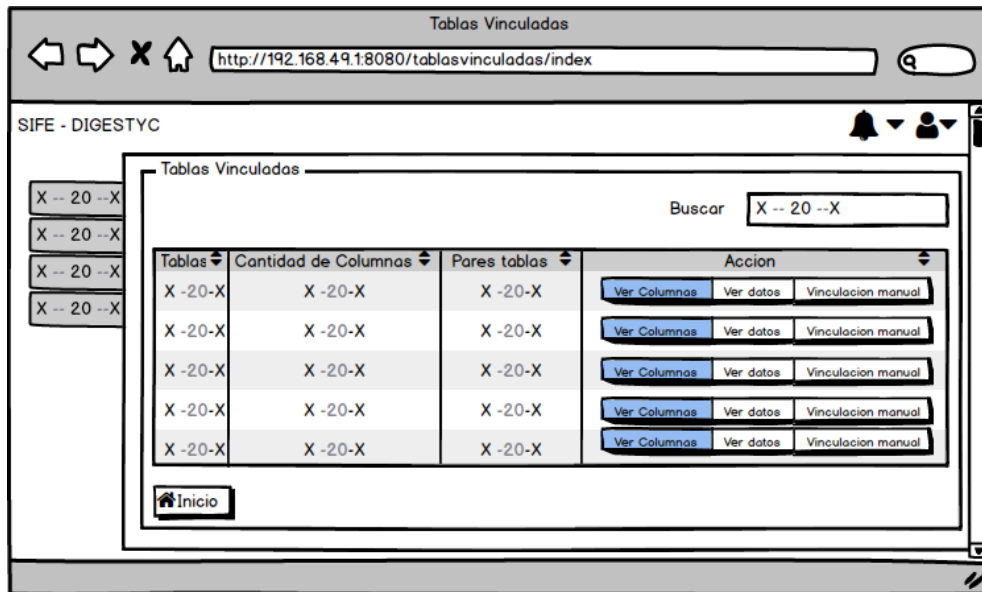 Tablas Vinculadas
http://192.168.49.1:8080/tablasvinculadas/index
SIFE - DIGESTYC
X -- 20 --X
X -- 20 --X
X -- 20 --X
X -- 20 --X
Tablas Vinculadas
Buscar X -- 20 --X
Tablas Cantidad de Columnas Pares tablas Accion
X -20-X X -20-X X -20-X Ver Columnas Ver datos Vinculacion manual
X -20-X X -20-X X -20-X Ver Columnas Ver datos Vinculacion manual
X -20-X X -20-X X -20-X Ver Columnas Ver datos Vinculacion manual
X -20-X X -20-X X -20-X Ver Columnas Ver datos Vinculacion manual
X -20-X X -20-X X -20-X Ver Columnas Ver datos Vinculacion manual
Inicio